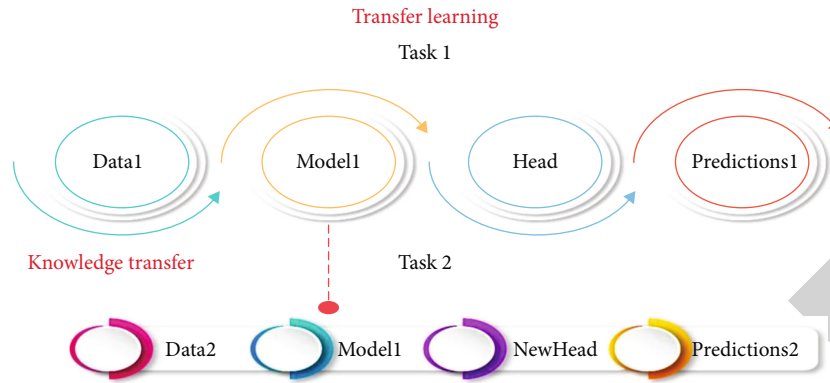 Transfer learning
Task 1
Data1
Model1
Head
Predictions1
Knowledge transfer
Task 2
Data2
Model1
NewHead
Predictions2